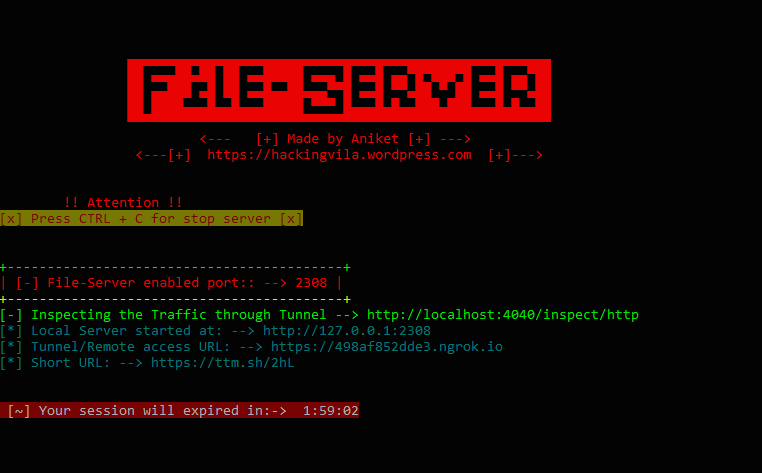 FilE-SERvER
<--- [+] Made by Aniket [+] --->
<---[+] https://hackingvila.wordpress.com [+]--->
!! Attention !!
[x] Press CTRL + C for stop server [x]
+------------------------------------------+
| [-] File-Server enabled port:: --> 2308 |
+------------------------------------------+
[-] Inspecting the Traffic through Tunnel --> http://localhost:4040/inspect/http
[*] Local Server started at: --> http://127.0.0.1:2308
[*] Tunnel/Remote access URL: --> https://498af852dde3.ngrok.io
[*] Short URL: --> https://ttm.sh/2hL
[~] Your session will expired in:-> 1:59:02